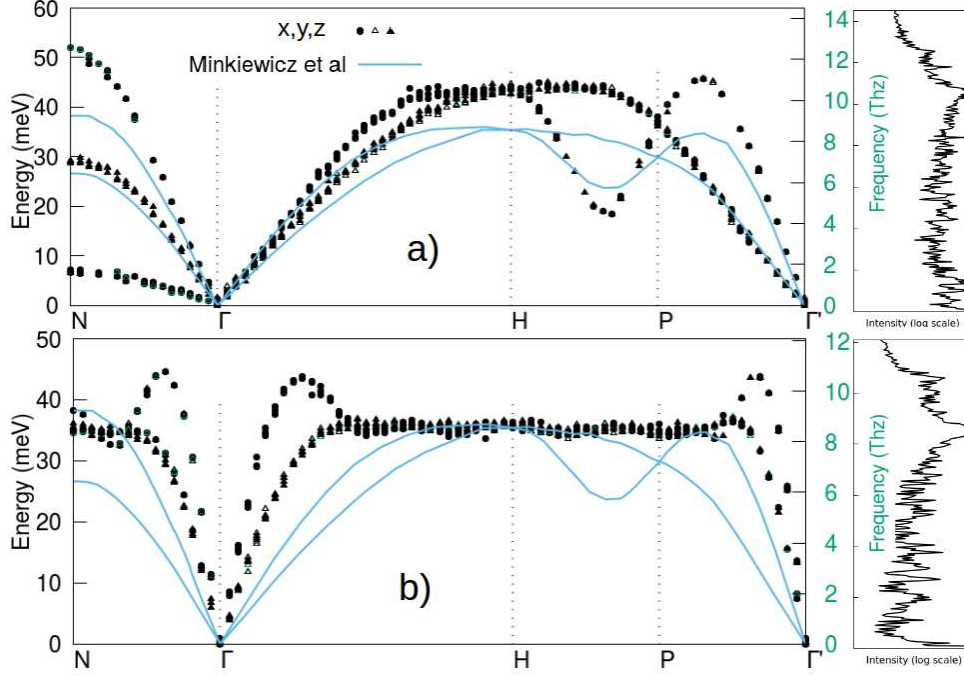 60
50
40
30
20
10
0
Energy (meV)
x,y,z
Minkiewicz et al
a)
N Γ H P Γ'
14
12
10
8
6
4
2
0
Frequency (Thz)
Intensity (log scale)
50
40
30
20
10
0
Energy (meV)
b)
N Γ H P Γ'
12
10
8
6
4
2
0
Frequency (Thz)
Intensity (log scale)